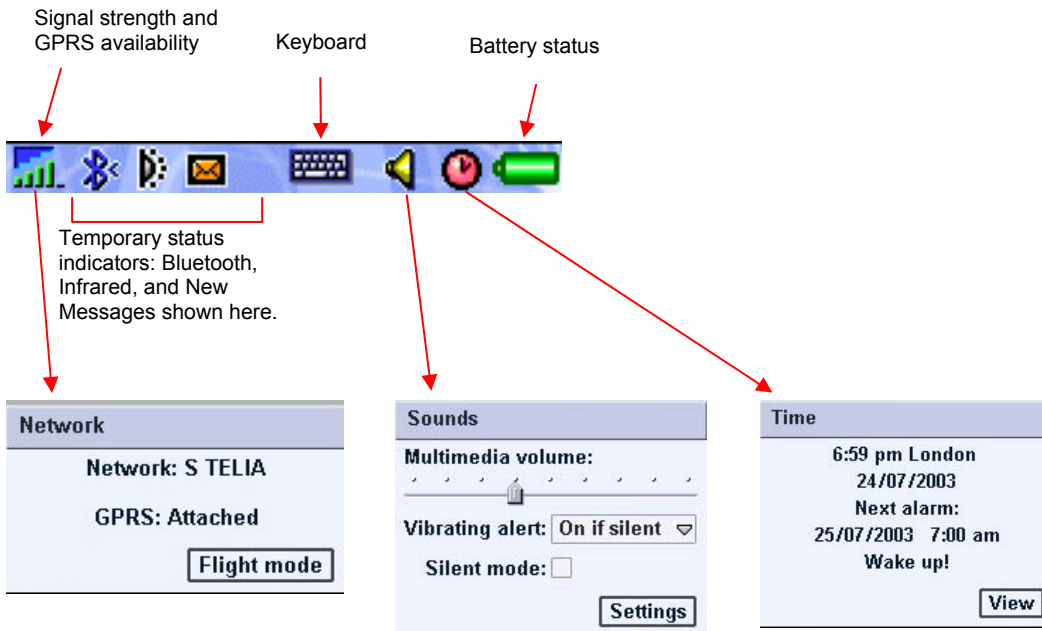 Signal strength and
GPRS availability
Keyboard
Battery status
Temporary status
indicators: Bluetooth,
Infrared, and New
Messages shown here.
Network
Network: S TELIA
GPRS: Attached
Flight mode
Sounds
Multimedia volume:
Vibrating alert: On if silent
Silent mode:
Settings
Time
6:59 pm London
24/07/2003
Next alarm:
25/07/2003 7:00 am
Wake up!
View